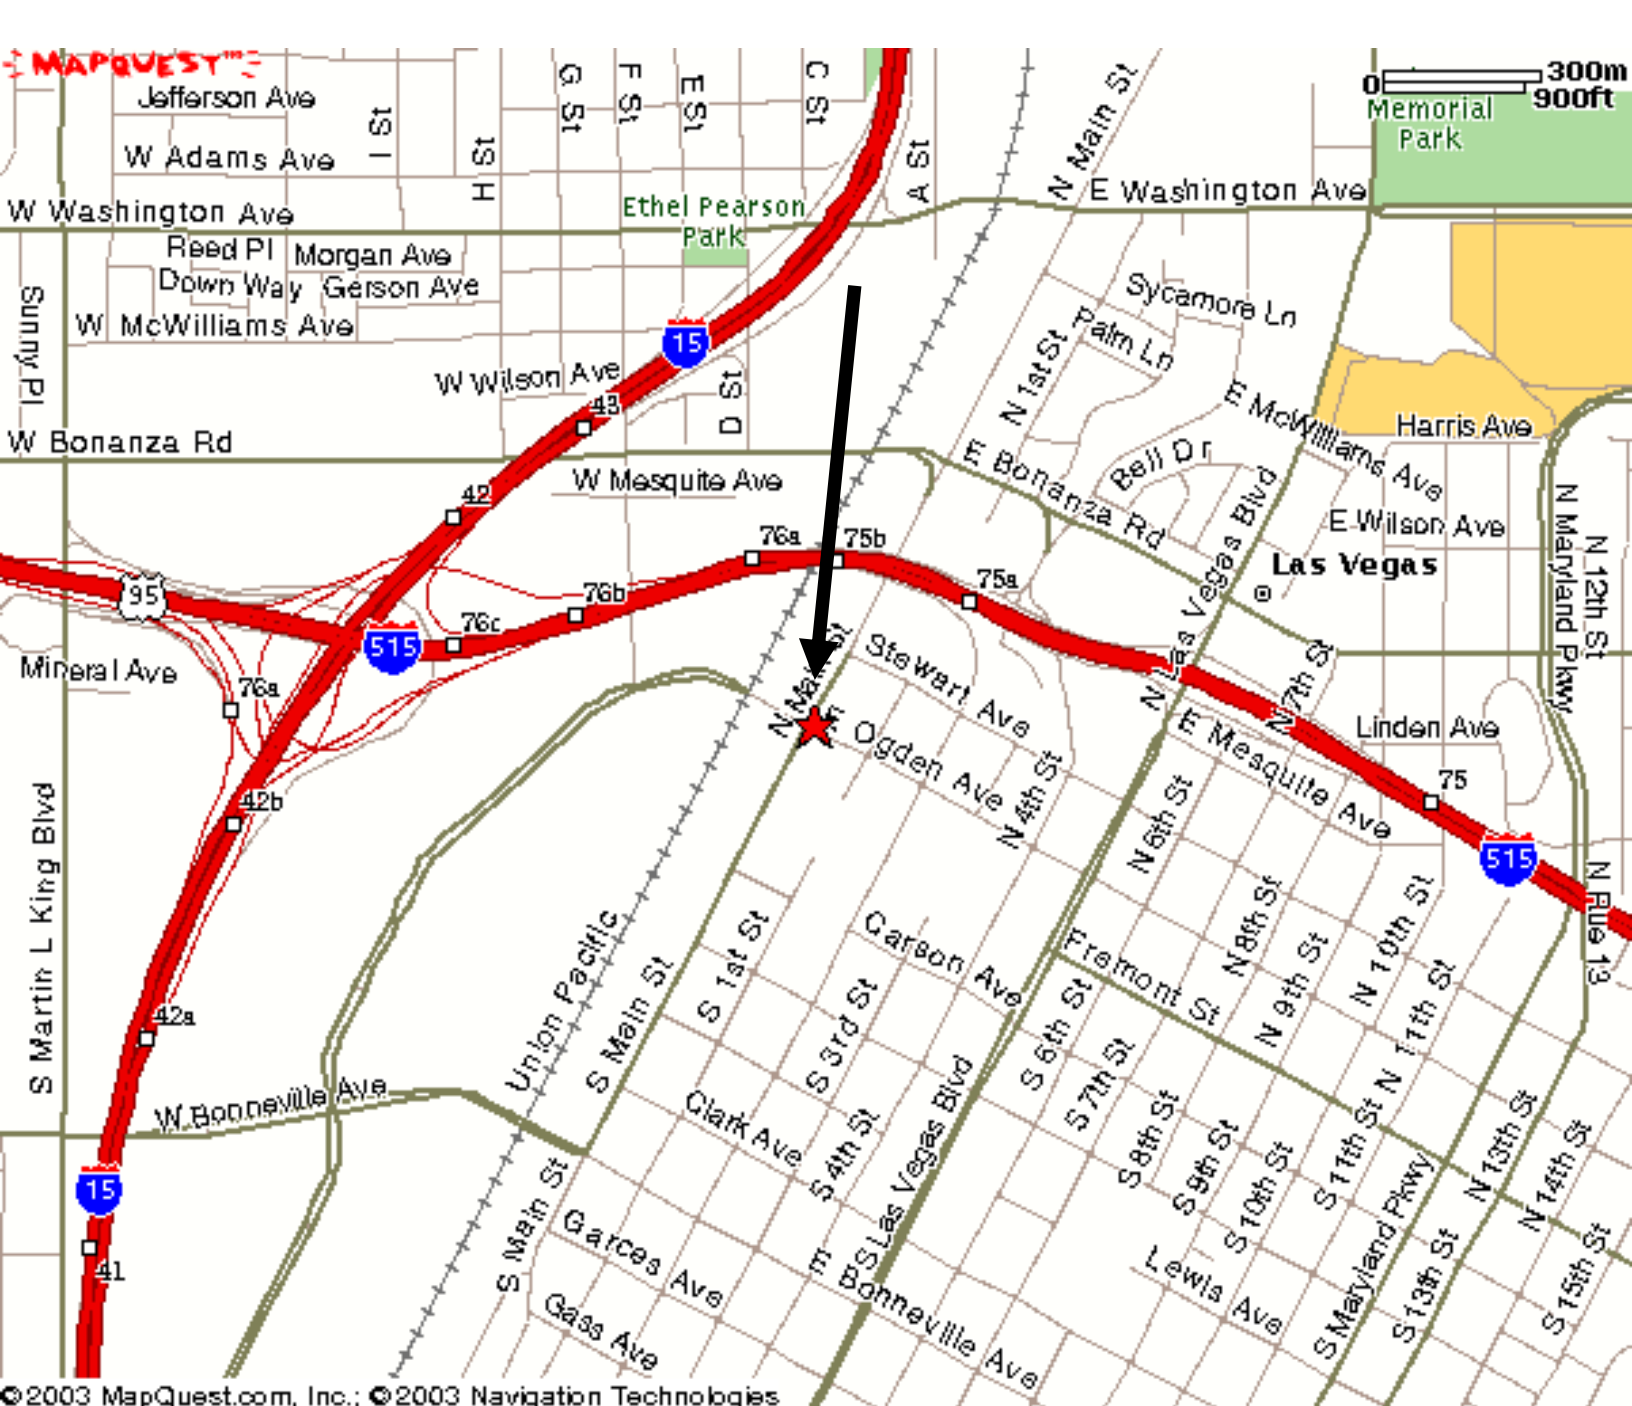 MAPQUEST™
Jefferson Ave
I St
H St
G St
F St
E St
C St
A St
N Main St
0
300m
900ft
Memorial
Park
W Adams Ave
E Washington Ave
W Washington Ave
Ethel Pearson
Park
Reed Pl
Morgan Ave
Down Way
Gerson Ave
Sunny Pl
W McWilliams Ave
Sycamore Ln
Palm Ln
N 1st St
15
W Wilson Ave
D St
43
E McWilliams Ave
Harris Ave
W Bonanza Rd
E Bonanza Rd
Bell Dr
W Mesquite Ave
42
N Maryland Pkwy
N 12th St
E Wilson Ave
N Las Vegas Blvd
Las Vegas
76a
75b
75a
95
76b
76c
515
Mineral Ave
76a
N Main St
Stewart Ave
E Ogden Ave
N 7th St
Linden Ave
E Mesquite Ave
75
N 4th St
N 6th St
42b
515
S Martin L King Blvd
N 8th St
N 10th St
N Rue 13
Union Pacific
S 1st St
Carson Ave
Fremont St
N 9th St
N 11th St
S Main St
S 3rd St
S 6th St
42a
S 7th St
W Bonneville Ave
Clark Ave
S 4th St
S Las Vegas Blvd
S 8th St
S 9th St
S 10th St
S 11th St
N 13th St
N 14th St
15
S Main St
Garces Ave
E Bonneville Ave
Lewis Ave
S Maryland Pkwy
S 13th St
S 15th St
41
Gass Ave
©2003 MapQuest.com, Inc.; ©2003 Navigation Technologies